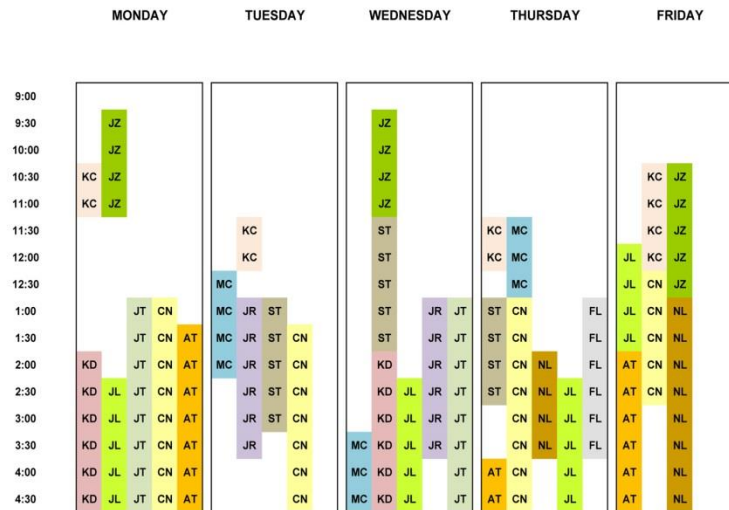 MONDAY TUESDAY WEDNESDAY THURSDAY FRIDAY
9:00
9:30 JZ JZ
10:00 JZ JZ
10:30 KC JZ JZ KC JZ
11:00 KC JZ JZ KC JZ
11:30 KC ST KC MC KC JZ
12:00 KC ST KC MC JL KC JZ
12:30 MC ST MC JL CN JZ
1:00 JT CN MC JR ST ST JR JT ST CN FL JL CN NL
1:30 JT CN AT MC JR ST CN ST JR JT ST CN FL JL CN NL
2:00 KD JT CN AT MC JR ST CN KD JR JT ST CN NL FL AT CN NL
2:30 KD JL JT CN AT JR ST CN KD JL JR JT ST CN NL JL FL AT CN NL
3:00 KD JL JT CN AT JR ST CN KD JL JR JT CN NL JL FL AT NL
3:30 KD JL JT CN AT JR CN MC KD JL JR JT CN NL JL FL AT NL
4:00 KD JL JT CN AT CN MC KD JL JT AT CN JL AT NL
4:30 KD JL JT CN AT CN MC KD JL JT AT CN JL AT NL